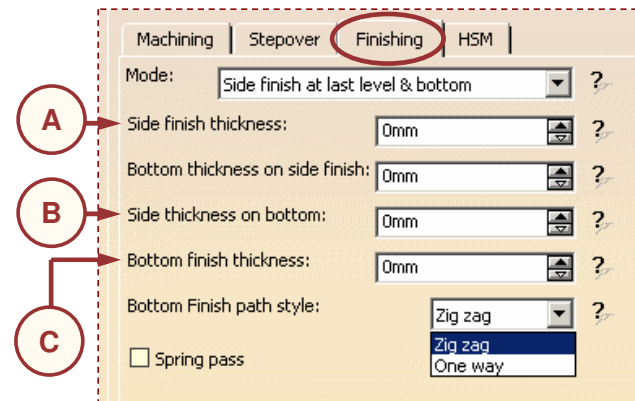 Machining Stepover Finishing HSM
Mode: Side finish at last level & bottom ?
A Side finish thickness: 0mm ?
Bottom thickness on side finish: 0mm ?
B Side thickness on bottom: 0mm ?
Bottom finish thickness: 0mm ?
C Bottom Finish path style: Zig zag ?
Zig zag
Spring pass One way